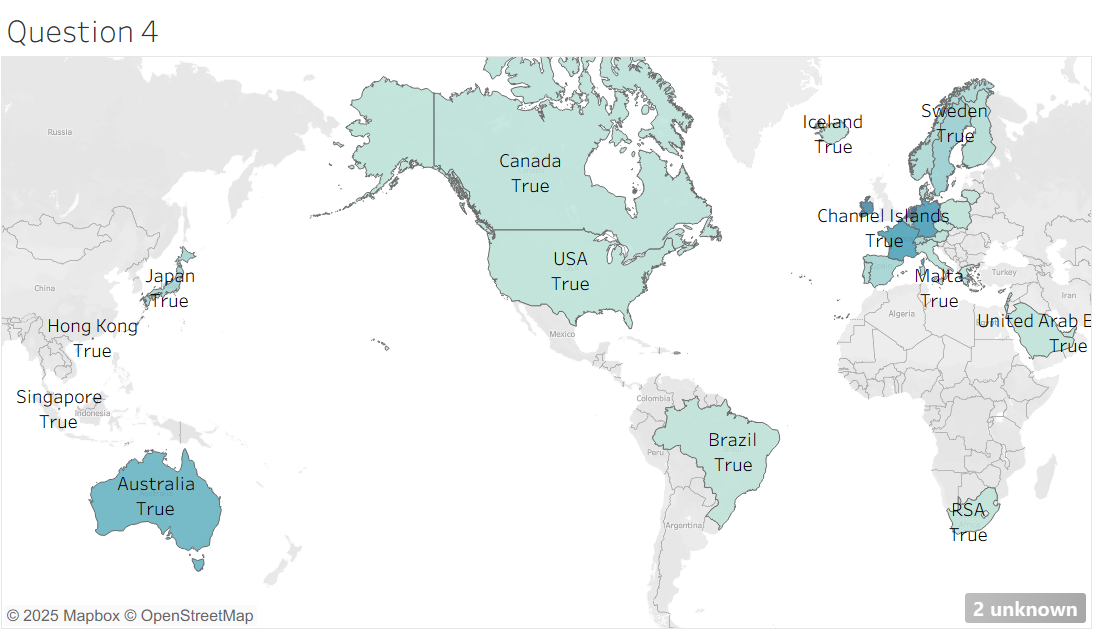 Question 4
Russia
Iceland
True
Sweden
True
Canada
True
Channel Islands
True
USA
True
Japan
True
China
Malta
True
Turkey
Iran
Algeria
United Arab E
True
Hong Kong
True
Mexico
Singapore
True
Indonesia
Colombia
Brazil
True
Peru
Australia
True
RSA
True
Argentina
© 2025 Mapbox © OpenStreetMap
2 unknown